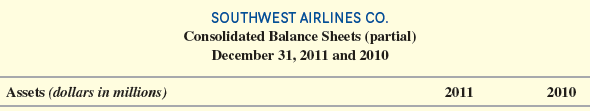 SOUTHWEST AIRLINES CO.
Consolidated Balance Sheets (partial)
December 31, 2011 and 2010
Assets (dollars in millions) 2011 2010